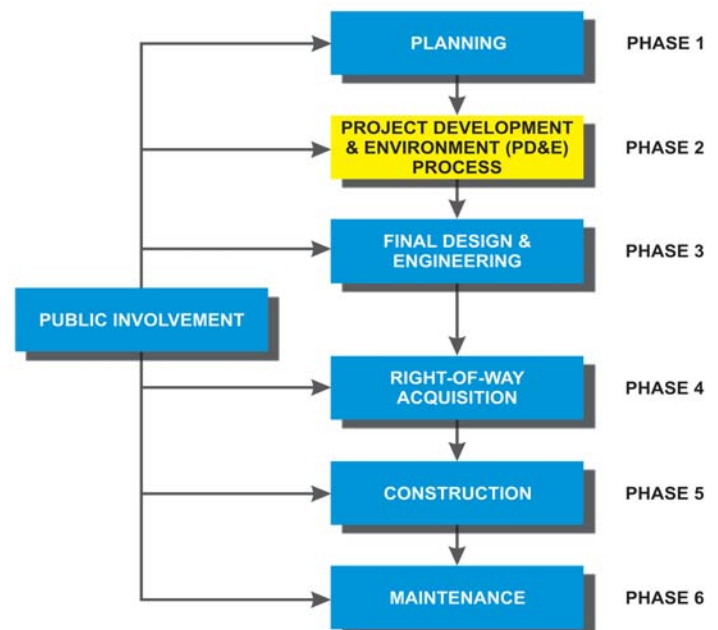 PLANNING
PHASE 1
PROJECT DEVELOPMENT
& ENVIRONMENT (PD&E)
PROCESS
PHASE 2
FINAL DESIGN &
ENGINEERING
PHASE 3
PUBLIC INVOLVEMENT
RIGHT-OF-WAY
ACQUISITION
PHASE 4
CONSTRUCTION
PHASE 5
MAINTENANCE
PHASE 6